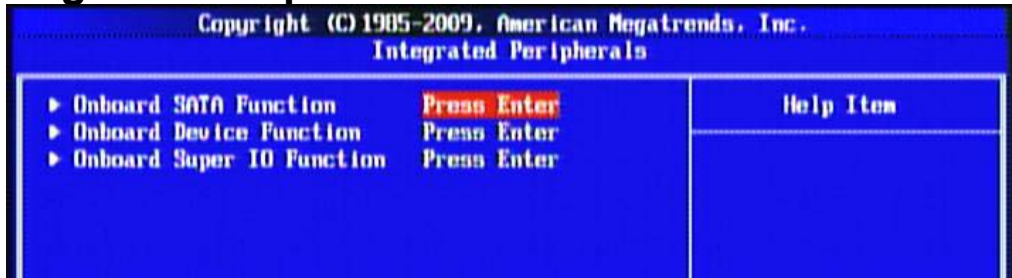 Copyright (C)1985-2009, American Megatrends, Inc.
Integrated Peripherals
▶ Onboard SATA Function Press Enter
▶ Onboard Device Function Press Enter
▶ Onboard Super IO Function Press Enter
Help Item